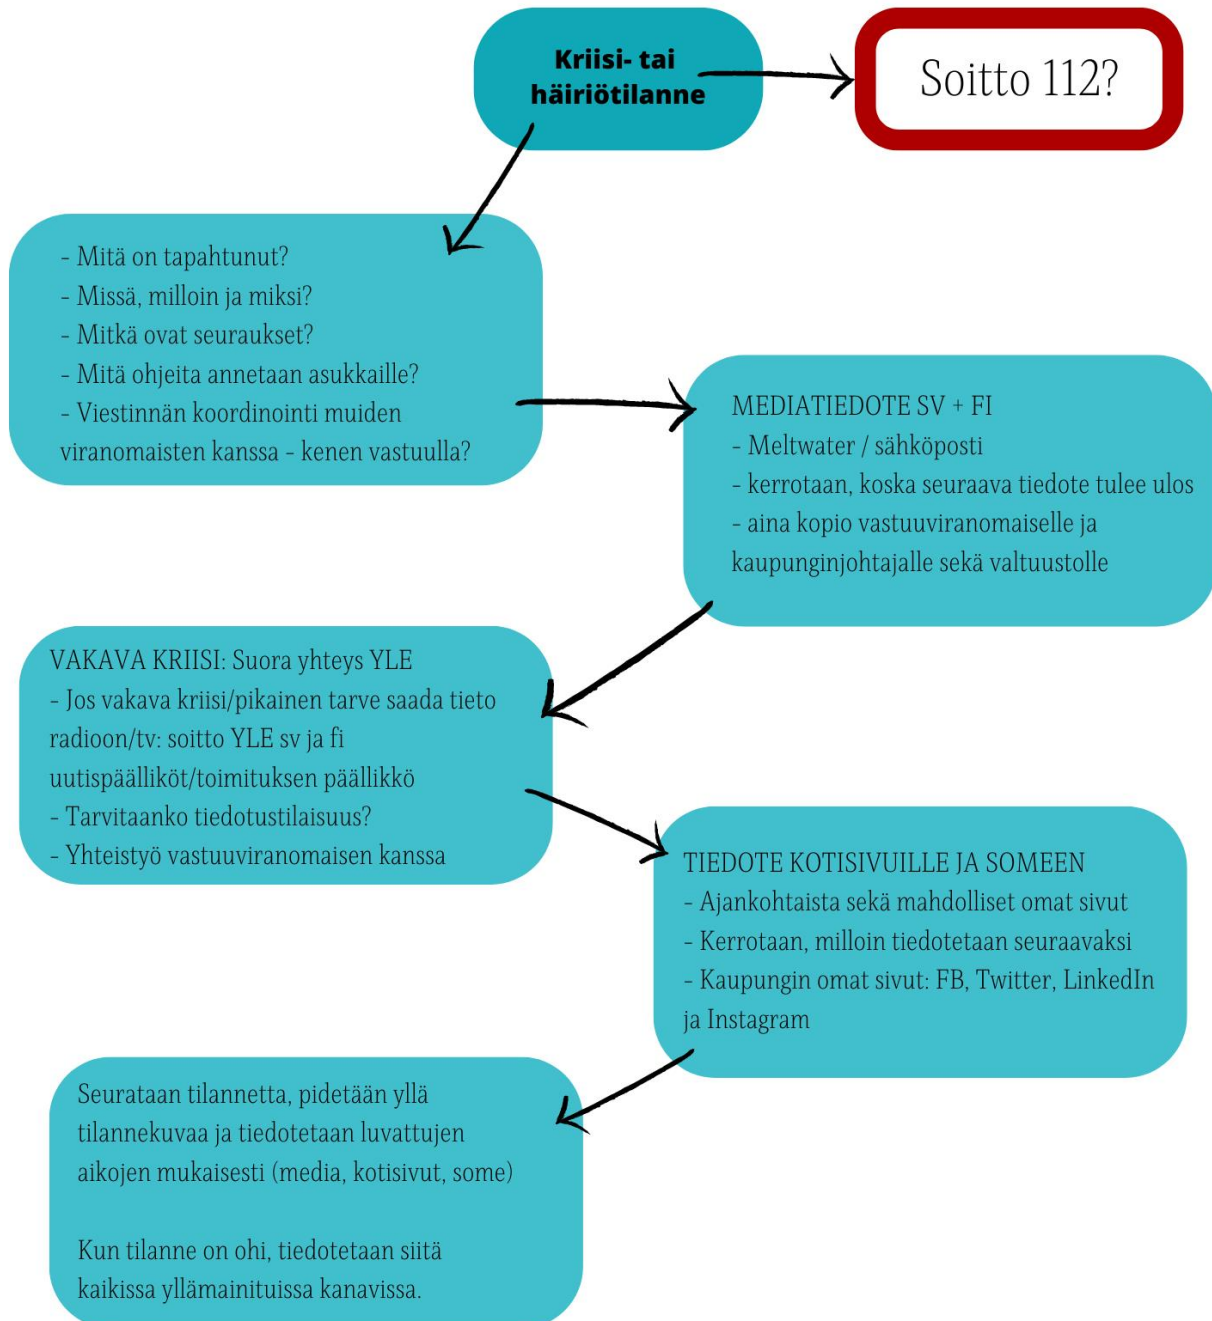 Kriisi- tai
häiriötilanne
Soitto 112?
- Mitä on tapahtunut?
- Missä, milloin ja miksi?
- Mitkä ovat seuraukset?
- Mitä ohjeita annetaan asukkaille?
- Viestinnän koordinointi muiden
viranomaisten kanssa - kenen vastuulla?
MEDIATIEDOTE SV + FI
- Meltwater / sähköposti
- kerrotaan, koska seuraava tiedote tulee ulos
- aina kopio vastuuviranomaiselle ja
kaupunginjohtajalle sekä valtuustolle
VAKAVA KRIISI: Suora yhteys YLE
- Jos vakava kriisi/pikainen tarve saada tieto
radioon/tv: soitto YLE sv ja fi
uutispäälliköt/toimituksen päällikkö
- Tarvitaanko tiedotustilaisuus?
- Yhteistyö vastuuviranomaisen kanssa
TIEDOTE KOTISIVUILLE JA SOMEEN
- Ajankohtaista sekä mahdolliset omat sivut
- Kerrotaan, milloin tiedotetaan seuraavaksi
- Kaupungin omat sivut: FB, Twitter, LinkedIn
ja Instagram
Seurataan tilannetta, pidetään yllä
tilannekuvaa ja tiedotetaan luvattujen
aikojen mukaisesti (media, kotisivut, some)
Kun tilanne on ohi, tiedotetaan siitä
kaikissa yllämainituissa kanavissa.